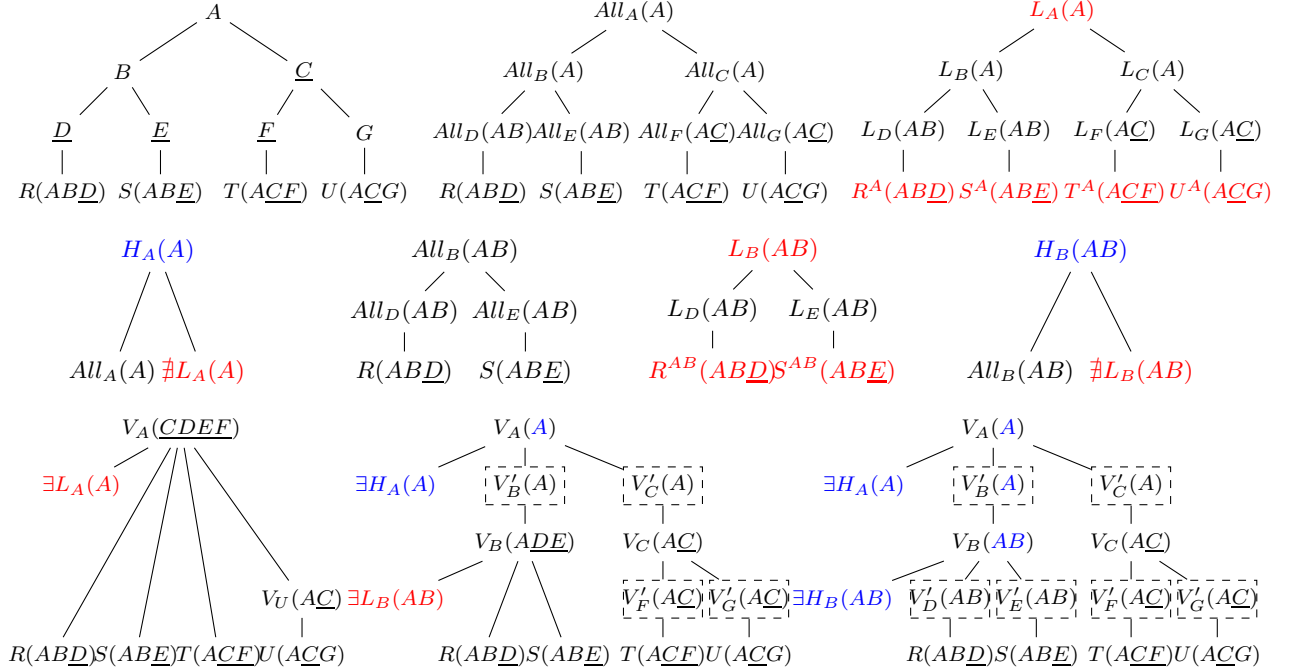 A All_A(A) L_A(A)
B C All_B(A) All_C(A) L_B(A) L_C(A)
D E F G All_D(AB) All_E(AB) All_F(AC) All_G(AC) L_D(AB) L_E(AB) L_F(AC) L_G(AC)
R(ABD) S(ABE) T(ACF) U(ACG) R(ABD) S(ABE) T(ACF) U(ACG) R^A(ABD) S^A(ABE) T^A(ACF) U^A(ACG)
H_A(A) All_B(AB) L_B(AB) H_B(AB)
All_D(AB) All_E(AB) L_D(AB) L_E(AB)
All_A(A) ∄L_A(A) R(ABD) S(ABE) R^{AB}(ABD) S^{AB}(ABE) All_B(AB) ∄L_B(AB)
V_A(CDEF) V_A(A) V_A(A)
∃L_A(A) ∃H_A(A) V'_B(A) V'_C(A) ∃H_A(A) V'_B(A) V'_C(A)
V_B(ADE) V_C(AC) V_B(AB) V_C(AC)
V_U(AC) ∃L_B(AB) V'_F(AC) V'_G(AC) ∃H_B(AB) V'_D(AB) V'_E(AB) V'_F(AC) V'_G(AC)
R(ABD) S(ABE) T(ACF) U(ACG) R(ABD) S(ABE) T(ACF) U(ACG) R(ABD) S(ABE) T(ACF) U(ACG)